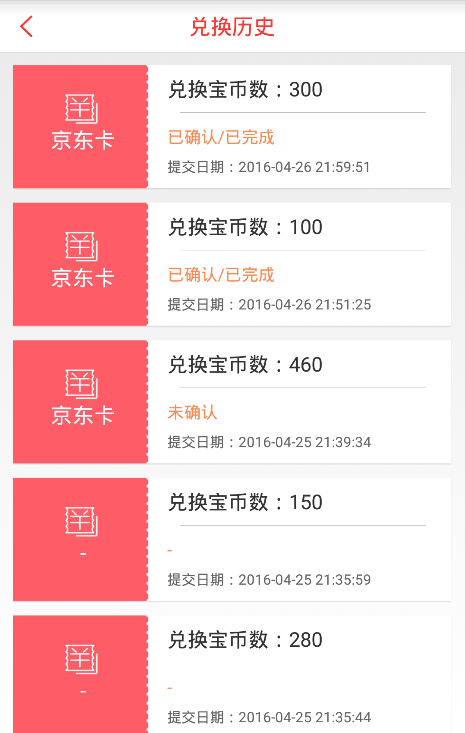 兑换历史
京东卡
兑换宝币数：300
已确认/已完成
提交日期：2016-04-26 21:59:51
京东卡
兑换宝币数：100
已确认/已完成
提交日期：2016-04-26 21:51:25
京东卡
兑换宝币数：460
未确认
提交日期：2016-04-25 21:39:34
-
兑换宝币数：150
-
提交日期：2016-04-25 21:35:59
-
兑换宝币数：280
-
提交日期：2016-04-25 21:35:44